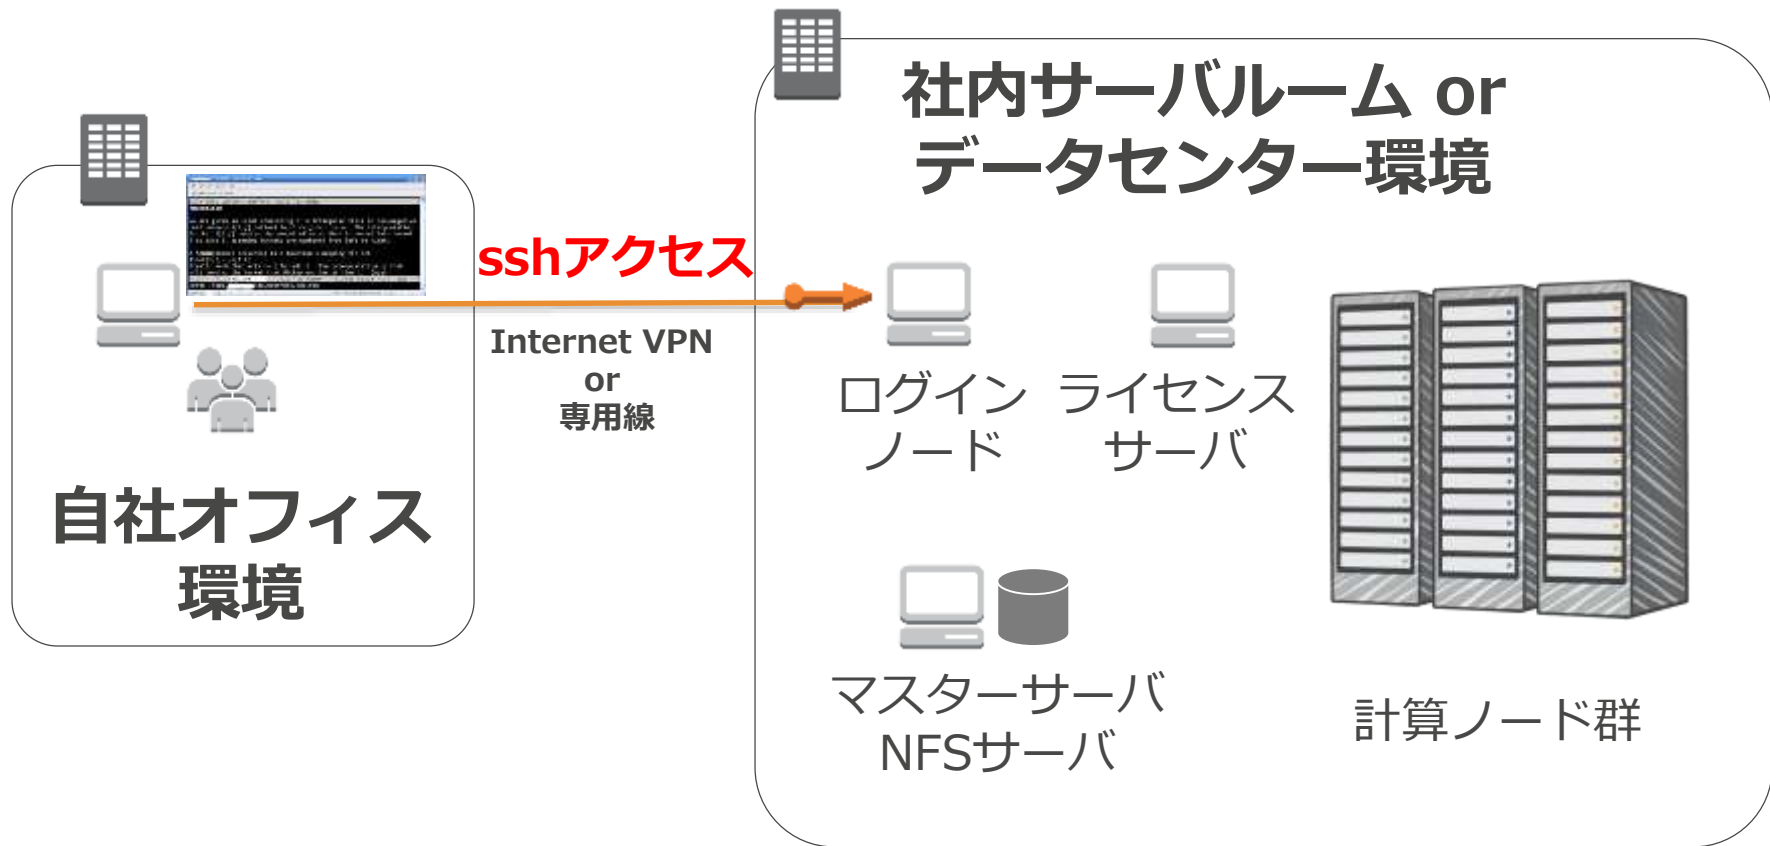 社内サーバルーム or
データセンター環境
sshアクセス
Internet VPN
or
専用線
自社オフィス
環境
ログイン
ノード
ライセンス
サーバ
マスターサーバ
NFSサーバ
計算ノード群